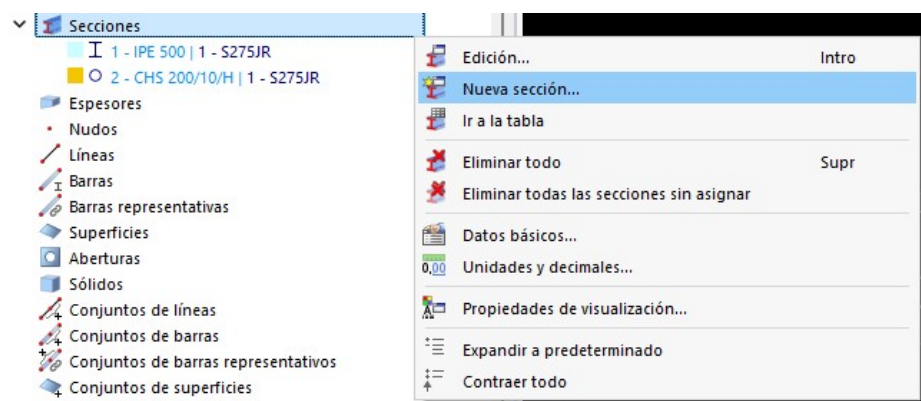 Secciones
1 - IPE 500 | 1 - S275JR
2 - CHS 200/10/H | 1 - S275JR
Espesores
Nudos
Líneas
Barras
Barras representativas
Superficies
Aberturas
Sólidos
Conjuntos de líneas
Conjuntos de barras
Conjuntos de barras representativos
Conjuntos de superficies
Edición... Intro
Nueva sección...
Ir a la tabla
Eliminar todo Supr
Eliminar todas las secciones sin asignar
Datos básicos...
0,00 Unidades y decimales...
Propiedades de visualización...
Expandir a predeterminado
Contraer todo